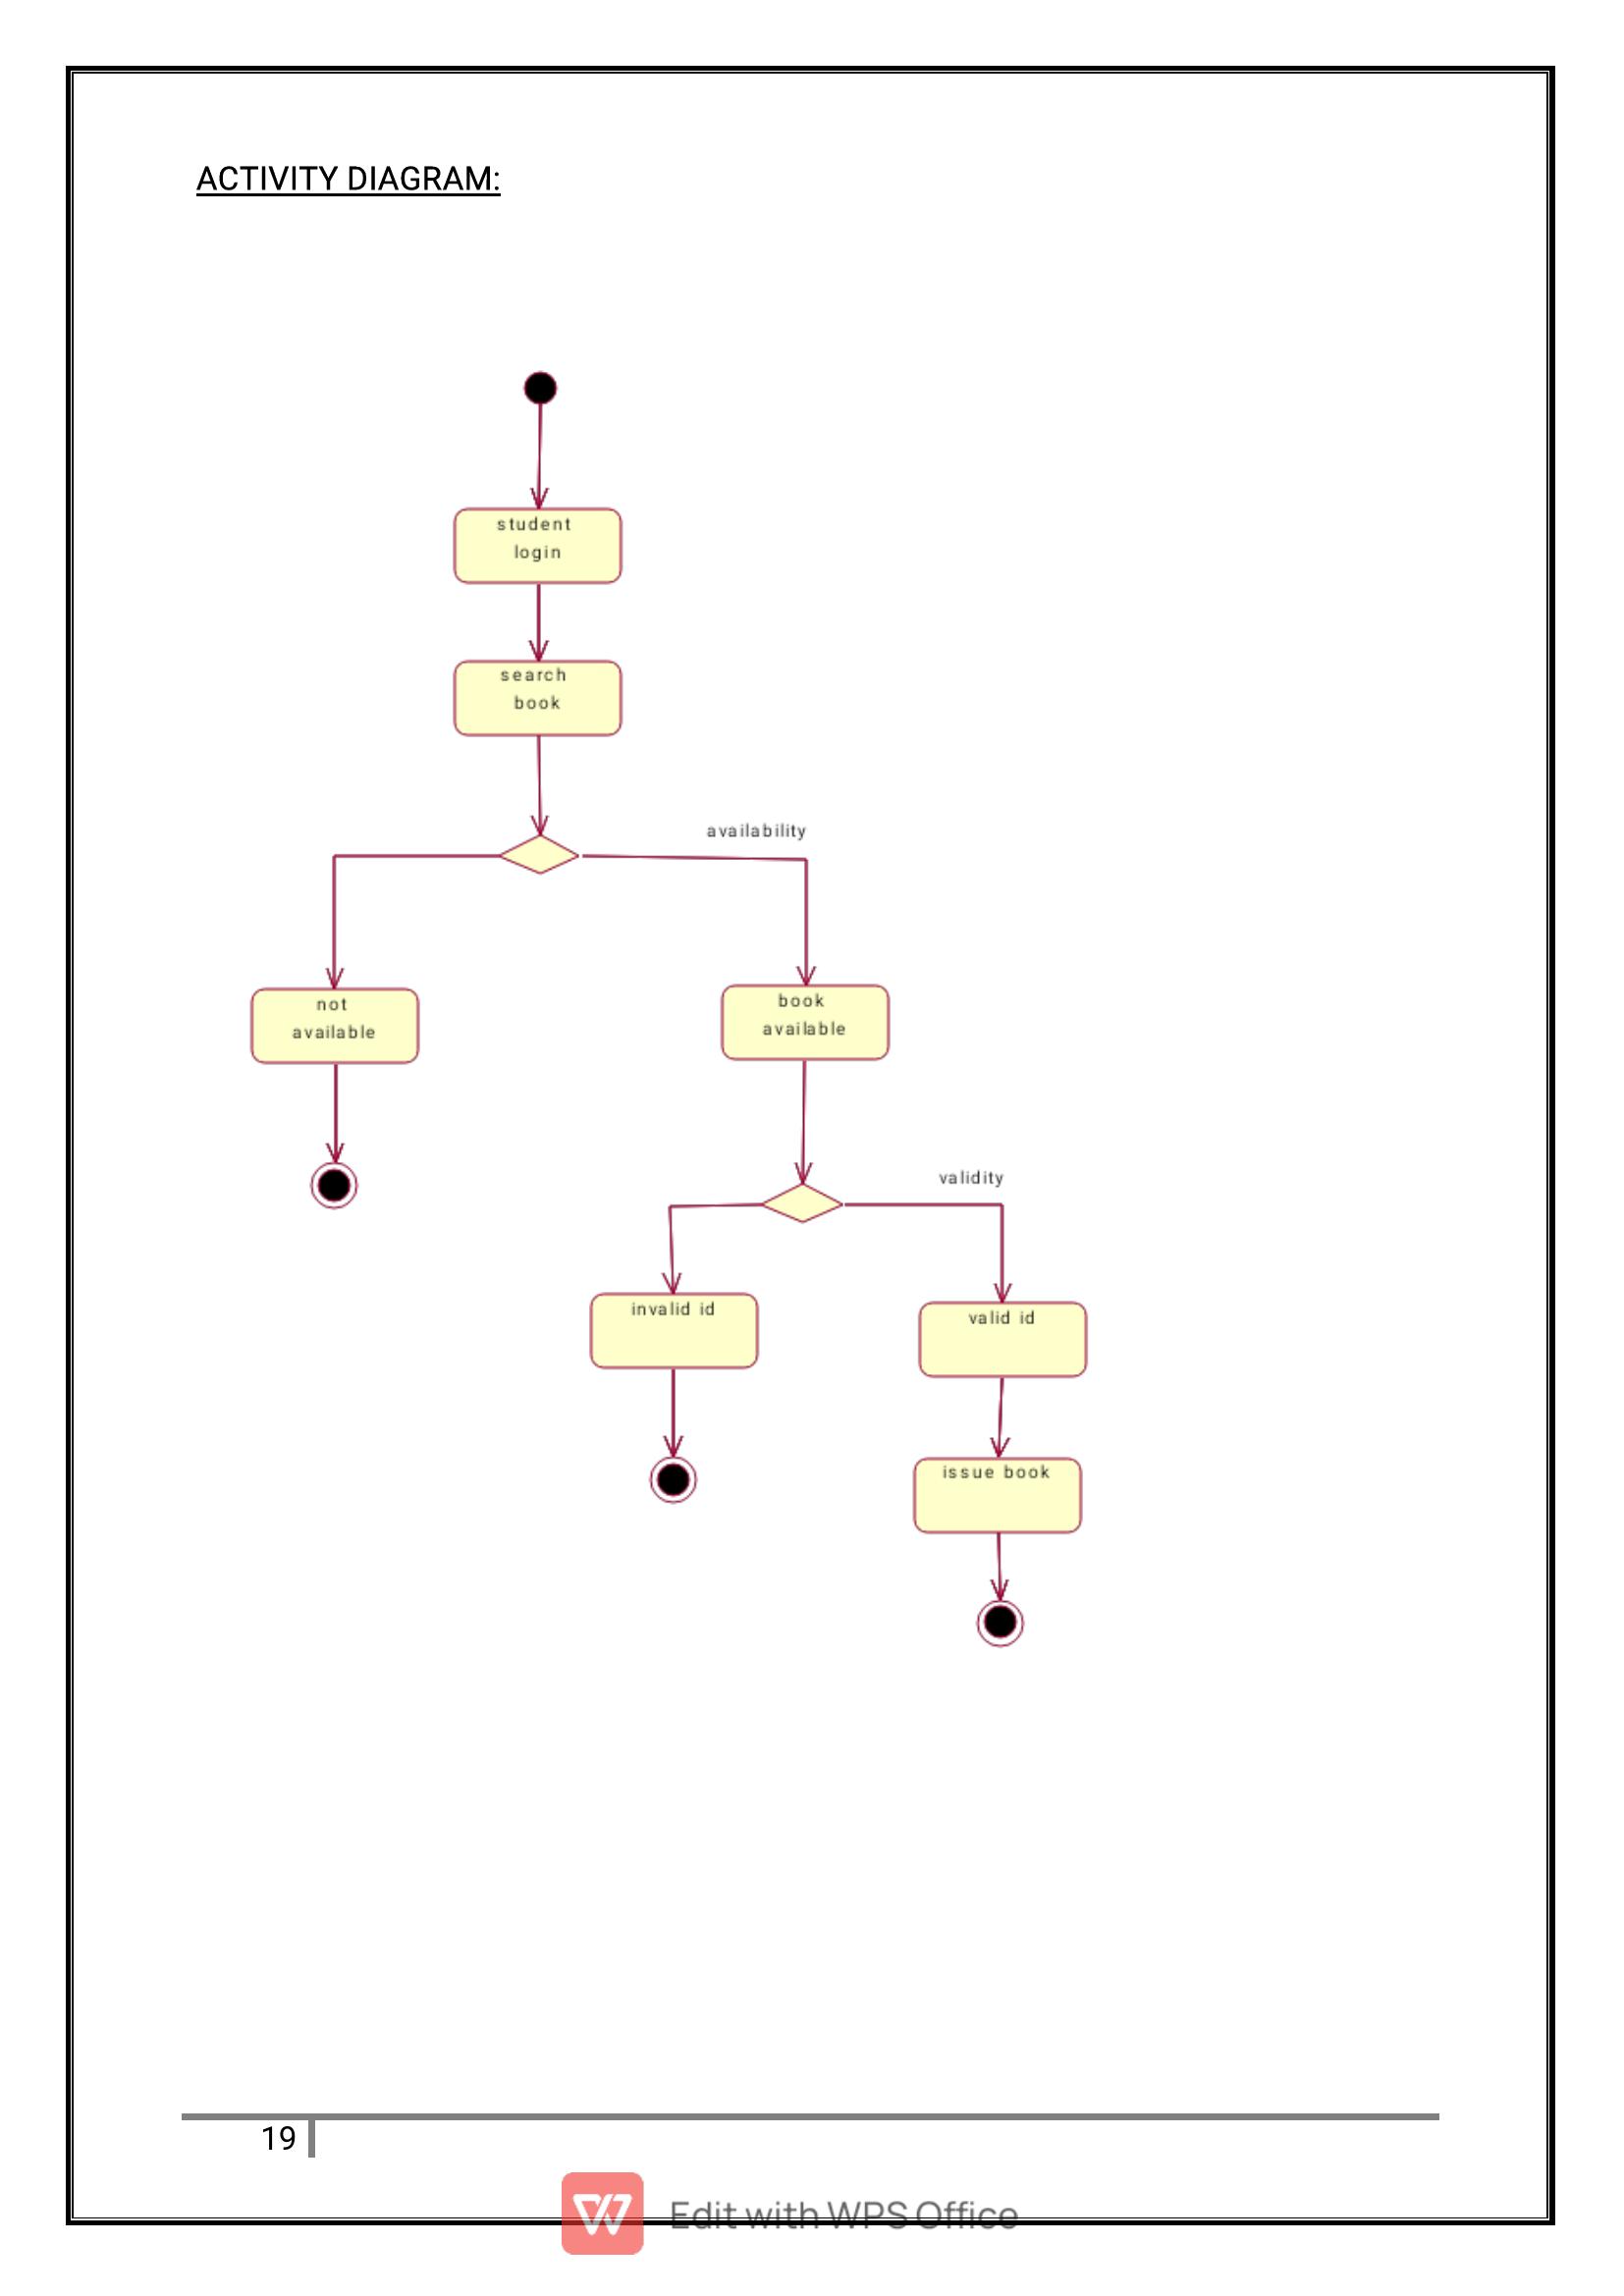 ACTIVITY DIAGRAM:
student
login
search
book
availability
not
available
book
available
validity
invalid id
valid id
issue book
19
Edit with WPS Office